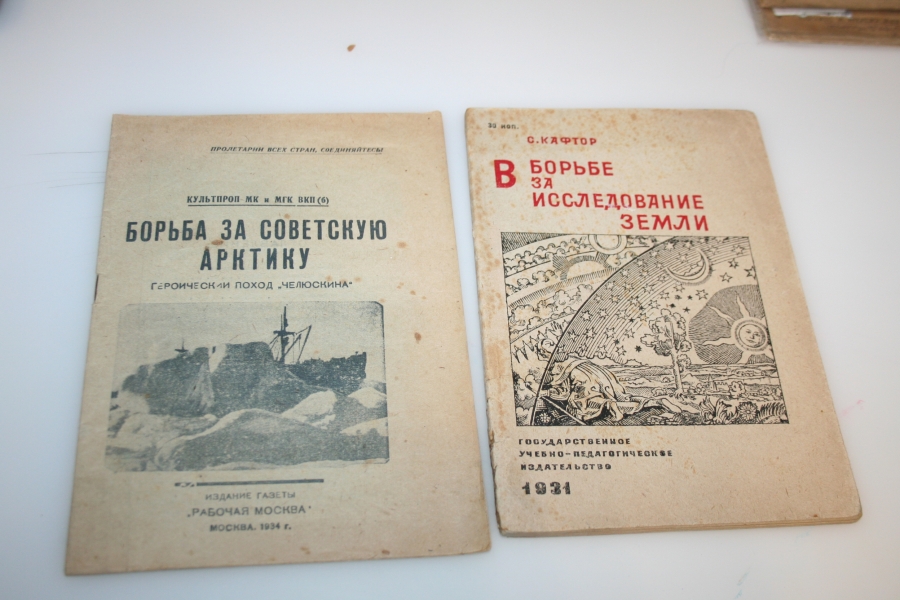 ПРОЛЕТАРИИ ВСЕХ СТРАН, СОЕДИНЯЙТЕСЬ!
КУЛЬТПРОП МК и МГК ВКП(б)
БОРЬБА ЗА СОВЕТСКУЮ
АРКТИКУ
ГЕРОИЧЕСКИЙ ПОХОД „ЧЕЛЮСКИНА"
ИЗДАНИЕ ГАЗЕТЫ
„РАБОЧАЯ МОСКВА"
МОСКВА. 1934 г.
35 коп.
С. КАФТОР
В БОРЬБЕ
ЗА
ИССЛЕДОВАНИЕ
ЗЕМЛИ
ГОСУДАРСТВЕННОЕ
УЧЕБНО-ПЕДАГОГИЧЕСКОЕ
ИЗДАТЕЛЬСТВО
1931